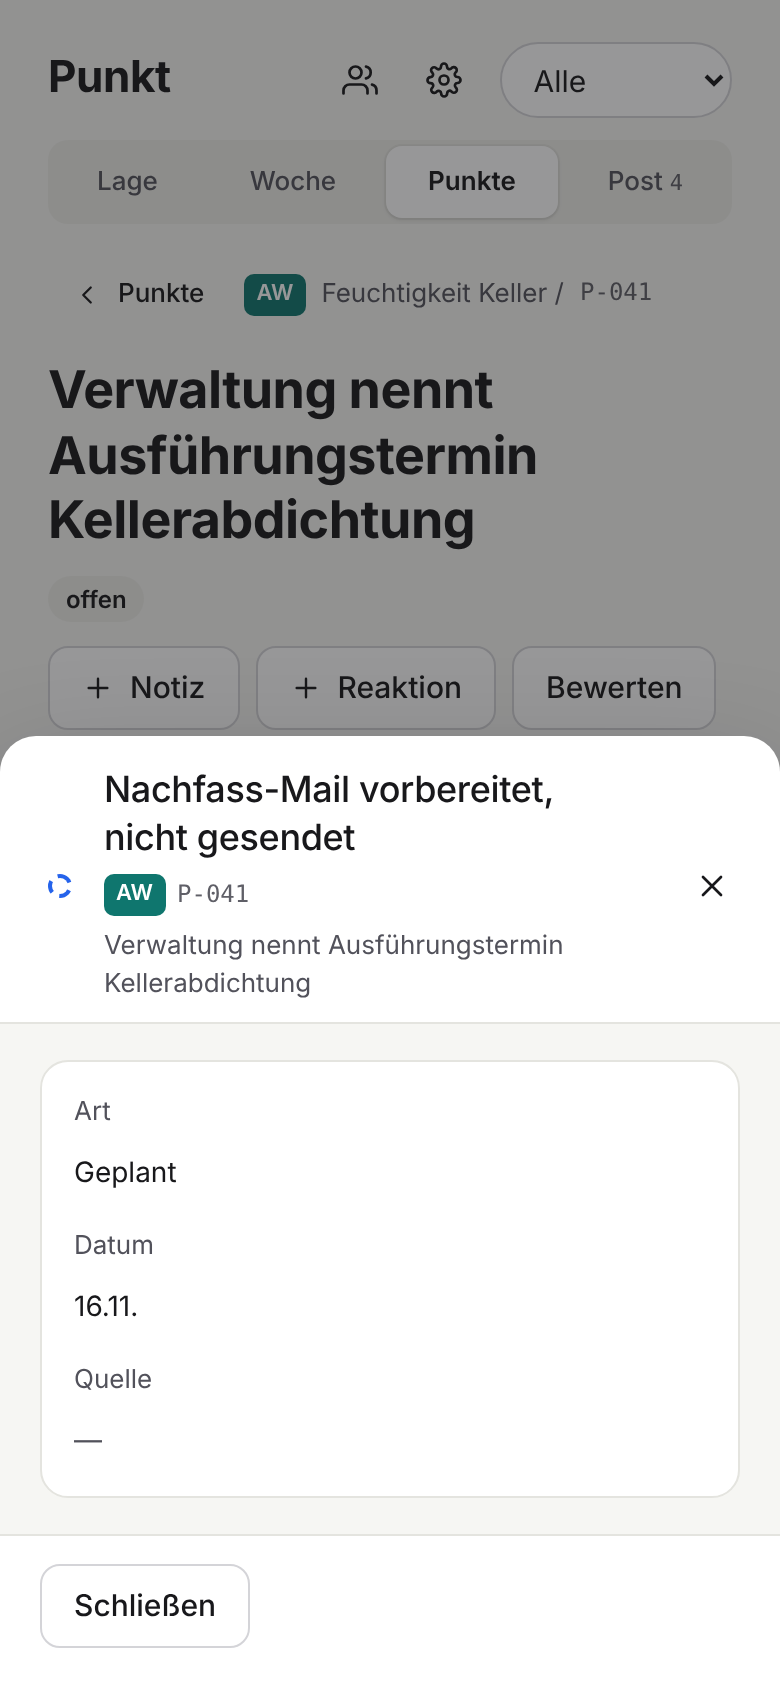 Punkt
Alle
Lage Woche Punkte Post 4
Punkte AW Feuchtigkeit Keller / P-041
Verwaltung nennt
Ausführungstermin
Kellerabdichtung
offen
+ Notiz + Reaktion Bewerten
Nachfass-Mail vorbereitet,
nicht gesendet
AW P-041
Verwaltung nennt Ausführungstermin
Kellerabdichtung
Art
Geplant
Datum
16.11.
Quelle
—
Schließen